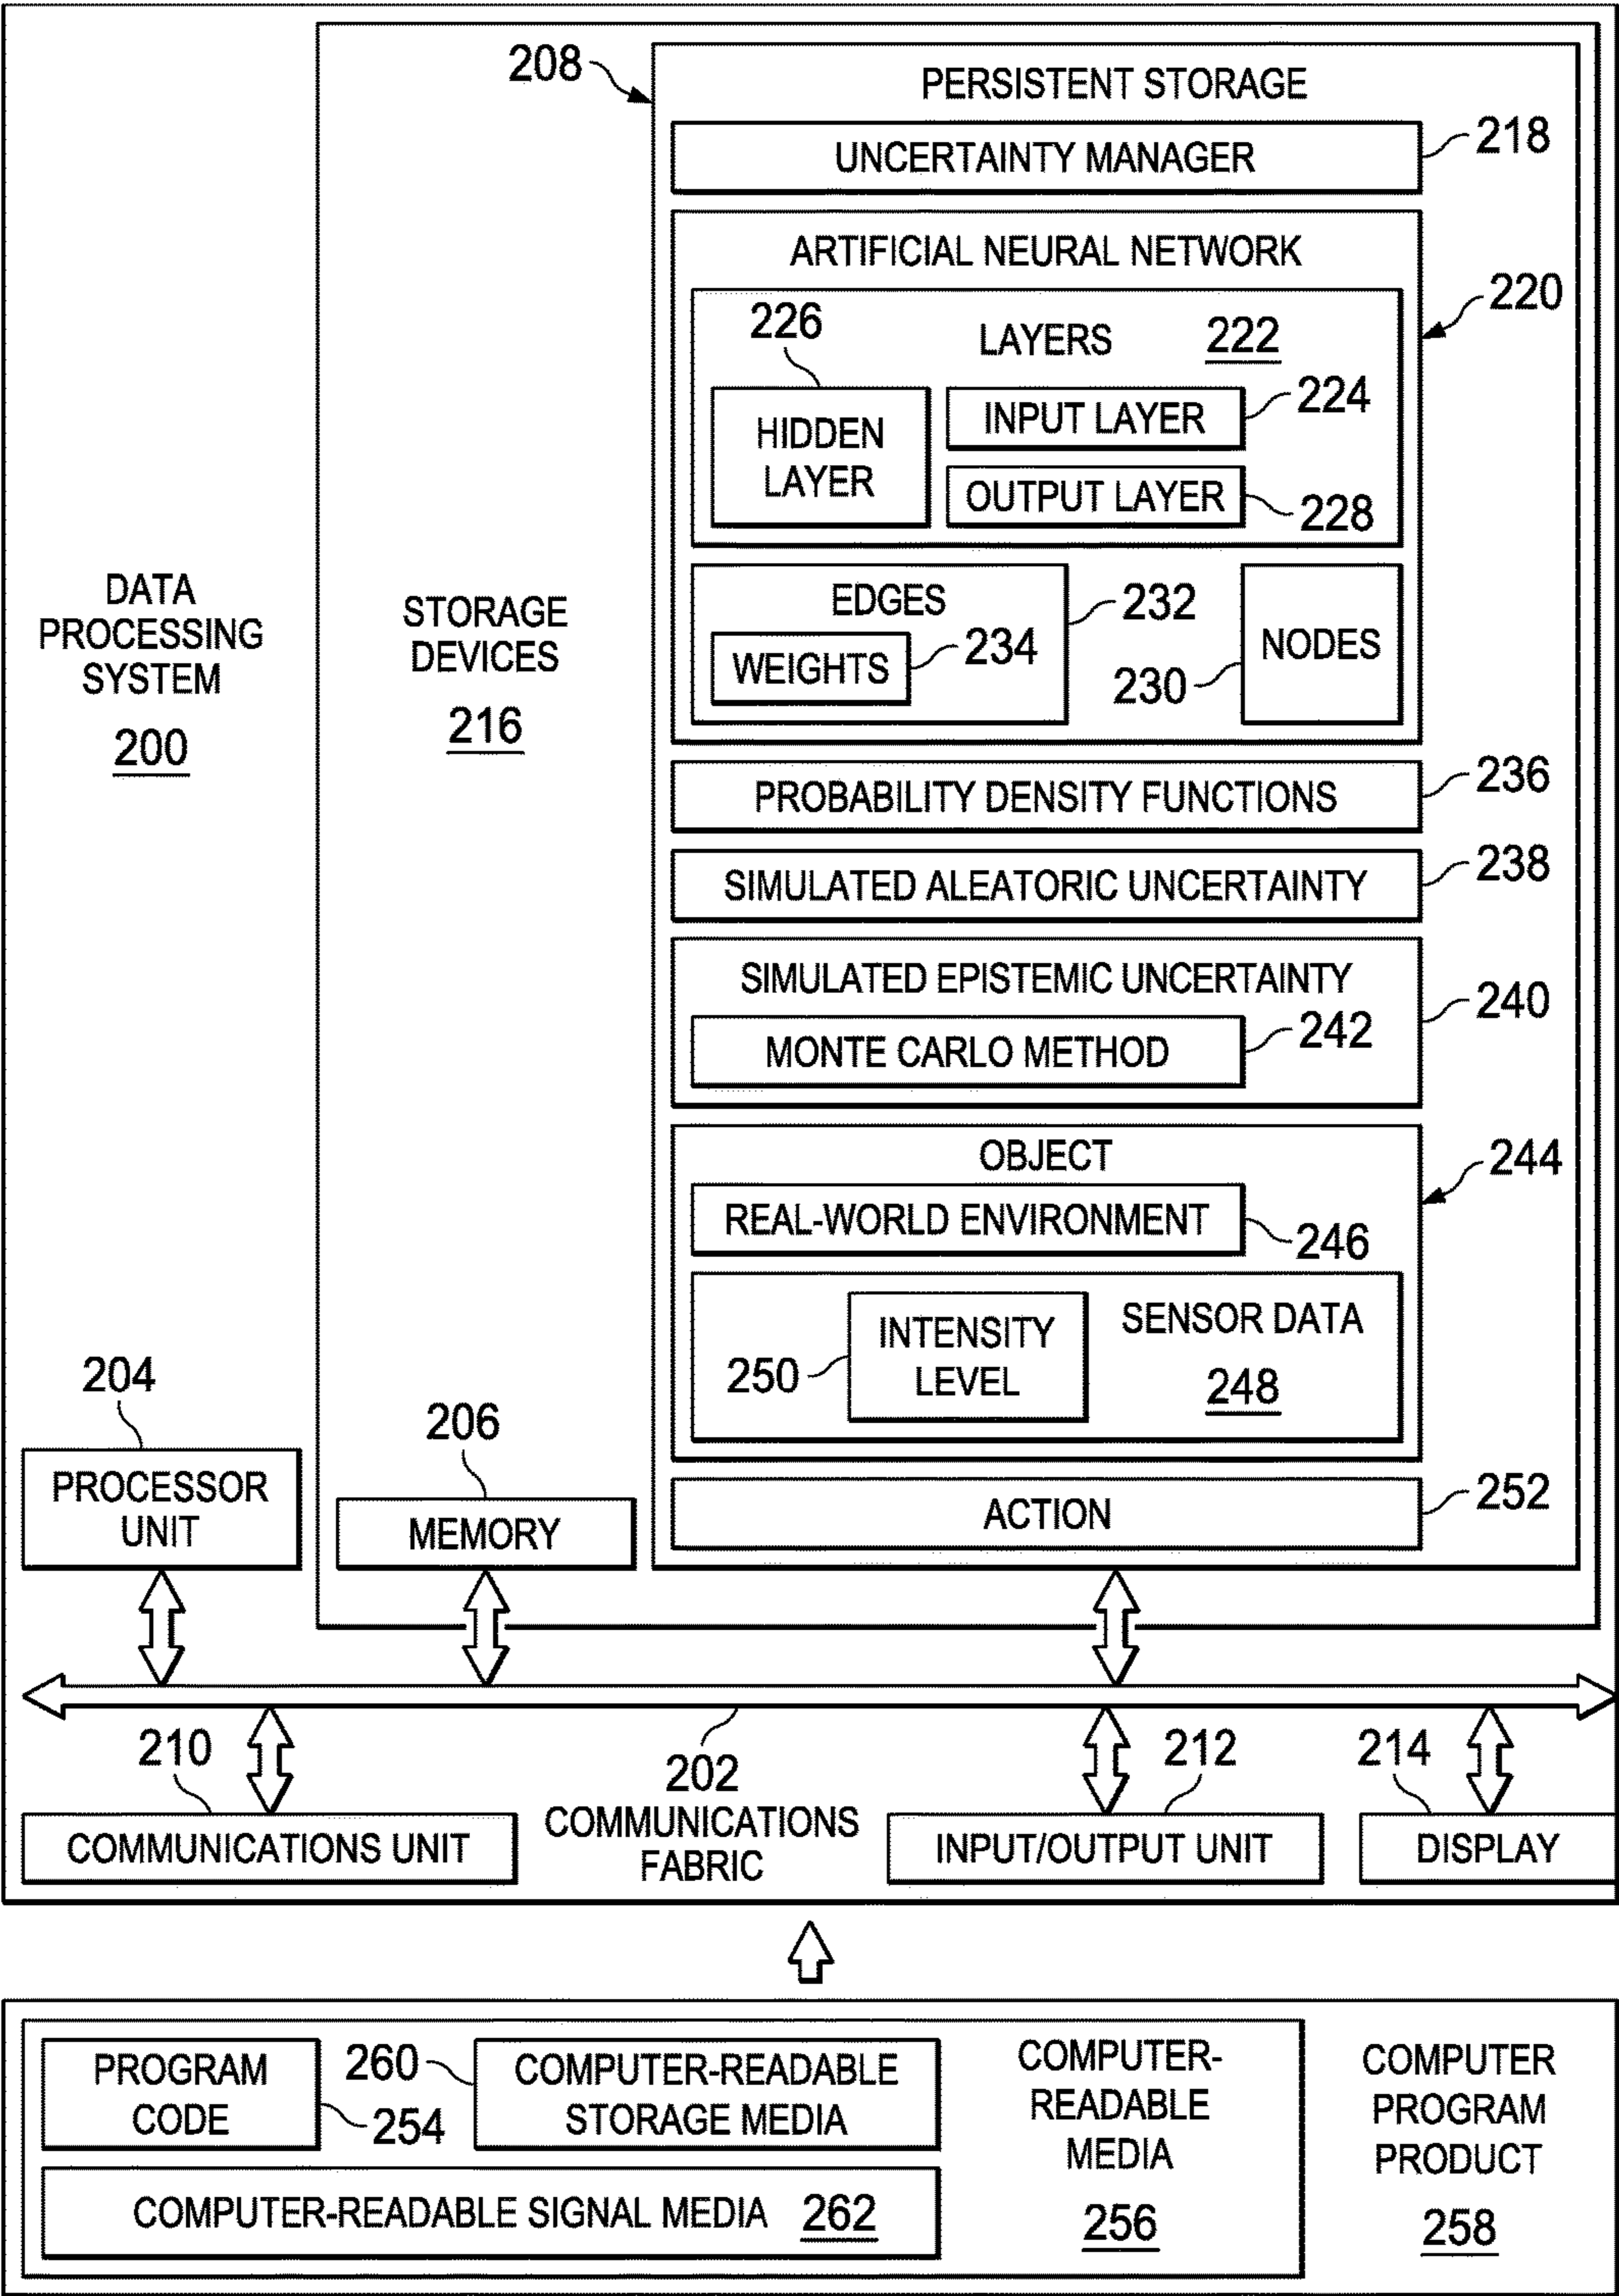 208
PERSISTENT STORAGE
UNCERTAINTY MANAGER
218
ARTIFICIAL NEURAL NETWORK
220
226
LAYERS 222
HIDDEN
LAYER
INPUT LAYER
224
OUTPUT LAYER
228
EDGES
232
WEIGHTS
234
230
NODES
PROBABILITY DENSITY FUNCTIONS
236
SIMULATED ALEATORIC UNCERTAINTY
238
SIMULATED EPISTEMIC UNCERTAINTY
240
MONTE CARLO METHOD
242
OBJECT
244
REAL-WORLD ENVIRONMENT
246
250
INTENSITY
LEVEL
SENSOR DATA
248
ACTION
252
DATA
PROCESSING
SYSTEM
200
STORAGE
DEVICES
216
204
PROCESSOR
UNIT
206
MEMORY
210
COMMUNICATIONS UNIT
202
COMMUNICATIONS
FABRIC
212
INPUT/OUTPUT UNIT
214
DISPLAY
PROGRAM
CODE
254
260
COMPUTER-READABLE
STORAGE MEDIA
COMPUTER-READABLE SIGNAL MEDIA 262
COMPUTER-
READABLE
MEDIA
256
COMPUTER
PROGRAM
PRODUCT
258